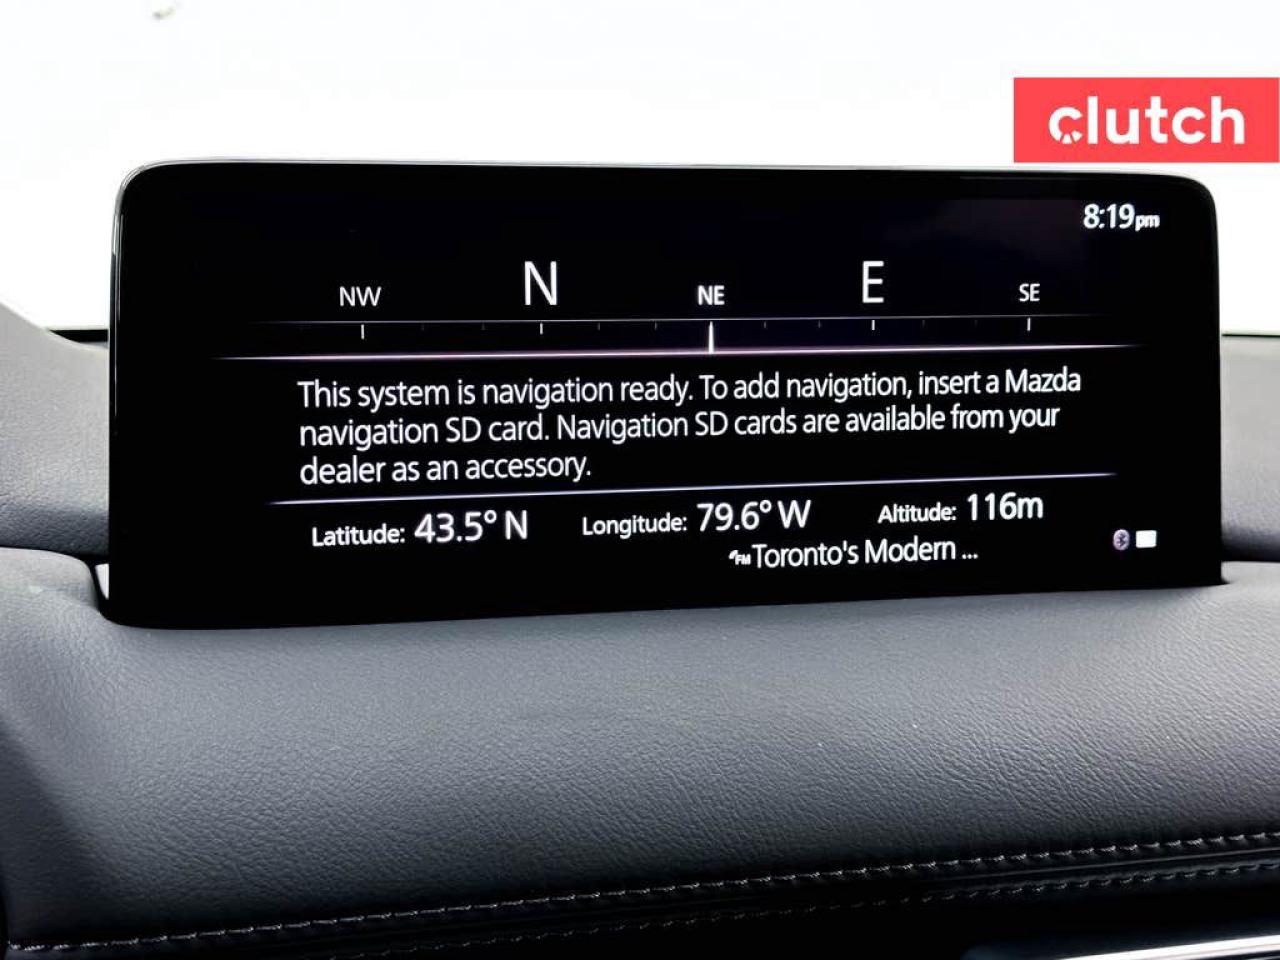 clutch
8:19pm
NW N NE E SE
This system is navigation ready. To add navigation, insert a Mazda
navigation SD card. Navigation SD cards are available from your
dealer as an accessory.
Latitude: 43.5° N Longitude: 79.6° W Altitude: 116m
FM Toronto's Modern ...